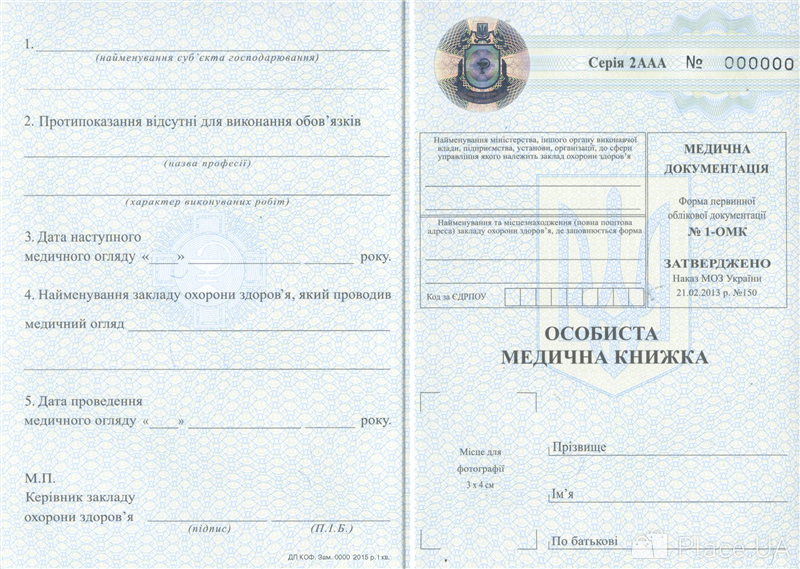 1.
(найменування суб’єкта господарювання)
2. Протипоказання відсутні для виконання обов’язків
(назва професії)
(характер виконуваних робіт)
3. Дата наступного
медичного огляду «___» ________ ______ року.
4. Найменування закладу охорони здоров’я, який проводив
медичний огляд
5. Дата проведення
медичного огляду «___» ________ ______ року.
М.П.
Керівник закладу
охорони здоров’я
(підпис) (П.І.Б.)
ДП КОФ. Зам. 0000 2015 р. 1 кв.
Серія 2ААА № 000000
Найменування міністерства, іншого органу виконавчої
влади, підприємства, установи, організації, до сфери
управління якого належить заклад охорони здоров’я
Найменування та місцезнаходження (повна поштова
адреса) закладу охорони здоров’я, де заповнюється форма
Код за ЄДРПОУ
МЕДИЧНА
ДОКУМЕНТАЦІЯ
Форма первинної
облікової документації
№ 1-ОМК
ЗАТВЕРДЖЕНО
Наказ МОЗ України
21.02.2013 р. №150
ОСОБИСТА
МЕДИЧНА КНИЖКА
Місце для
фотографії
3 х 4 см
Прізвище
Ім’я
По батькові
Place.UA